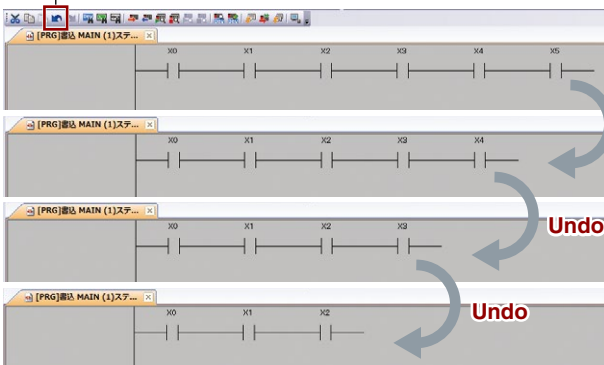 [PRG]書込 MAIN (1)ステ...
X0 X1 X2 X3 X4 X5
[PRG]書込 MAIN (1)ステ...
X0 X1 X2 X3 X4
[PRG]書込 MAIN (1)ステ...
Undo
X0 X1 X2 X3
[PRG]書込 MAIN (1)ステ...
Undo
X0 X1 X2